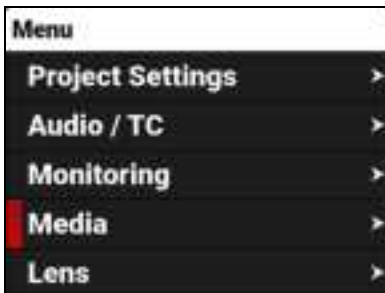 Menu
Project Settings
Audio / TC
Monitoring
Media
Lens